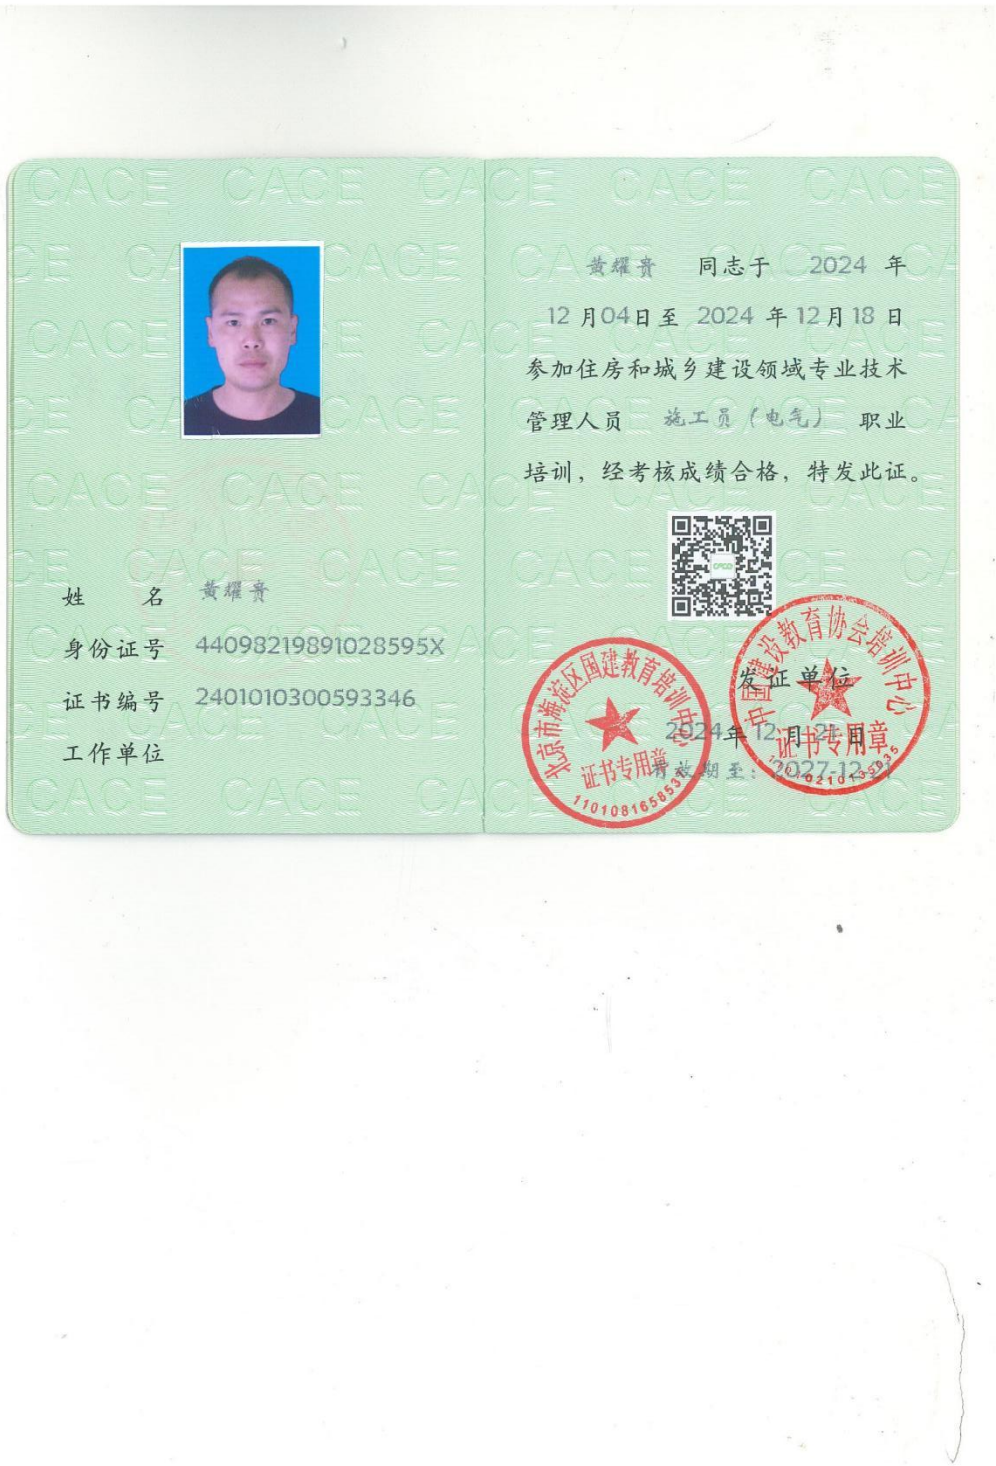 姓 名 黄耀贵
身份证号 44098219891028595X
证书编号 2401010300593346
工作单位
黄耀贵 同志于 2024 年
12 月 04 日至 2024 年 12 月 18 日
参加住房和城乡建设领域专业技术
管理人员 施工员（电气） 职业
培训，经考核成绩合格，特发此证。
发证单位
2024 年 12 月 21 日
有效期至：2027-12-21
北京市海淀区国建教育培训中心
证书专用章
中国建设教育协会培训中心
证书专用章
CACE